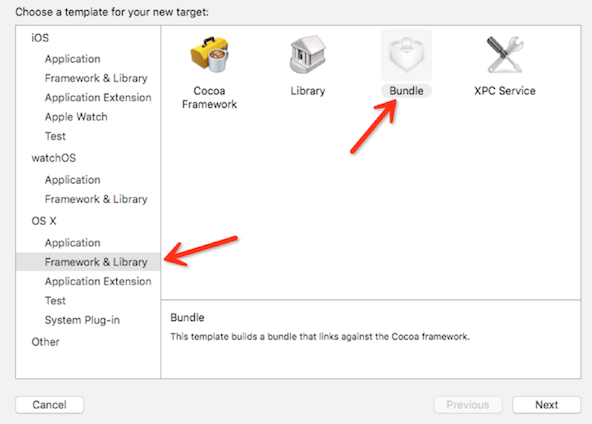 Choose a template for your new target:
iOS
Application
Framework & Library
Application Extension
Apple Watch
Test
watchOS
Application
Framework & Library
OS X
Application
Framework & Library
Application Extension
Test
System Plug-in
Other
Cocoa
Framework
Library
Bundle
XPC Service
Bundle
This template builds a bundle that links against the Cocoa framework.
Cancel
Previous
Next